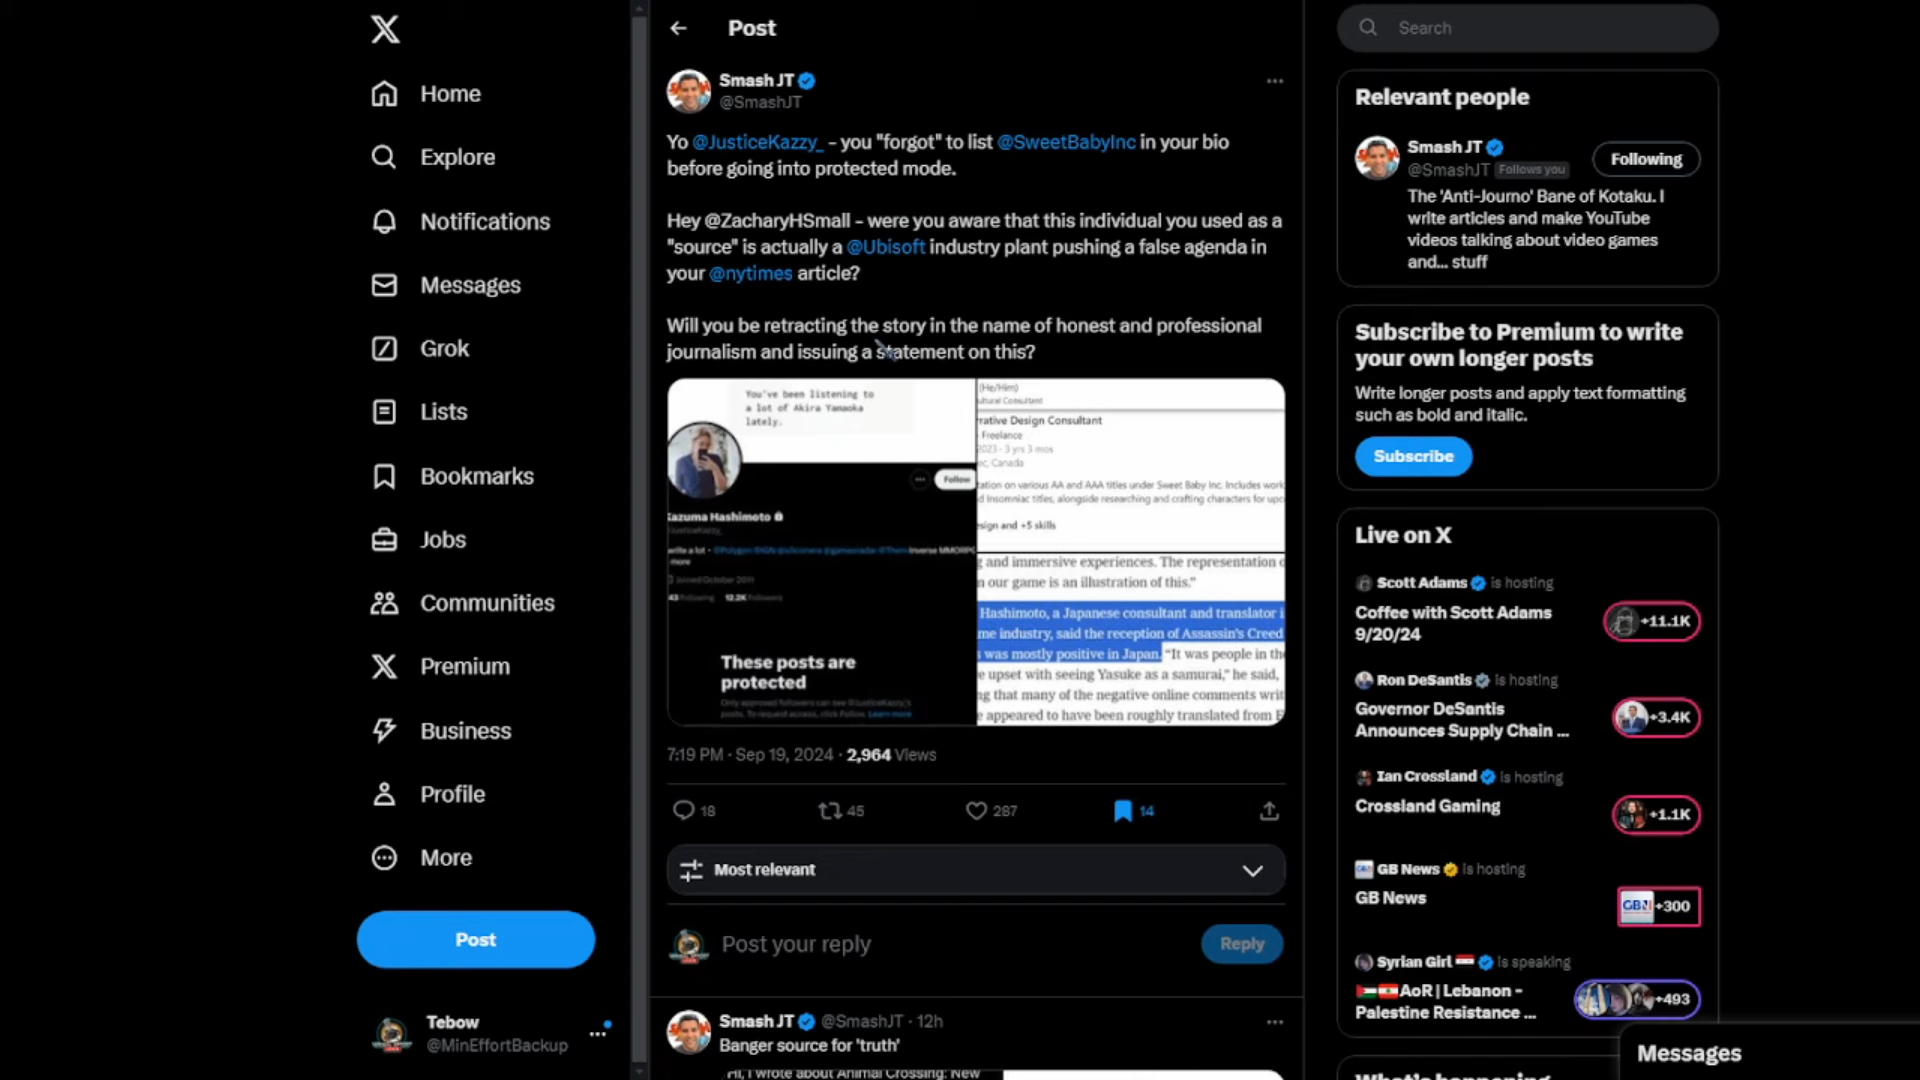 Home
Explore
Notifications
Messages
Grok
Lists
Bookmarks
Jobs
Communities
Premium
Business
Profile
More
Post
Tebow
@MinEffortBackup
Post
Smash JT
@SmashJT
Yo @JusticeKazzy_ - you "forgot" to list @SweetBabyInc in your bio
before going into protected mode.
Hey @ZacharyHSmall - were you aware that this individual you used as a
"source" is actually a @Ubisoft industry plant pushing a false agenda in
your @nytimes article?
Will you be retracting the story in the name of honest and professional
journalism and issuing a statement on this?
You've been listening to
a lot of Akira Yamaoka
lately.
Follow
Kazuma Hashimoto
Joined October 2011
43 Following 12.2K Followers
These posts are
protected
Only approved followers can see @JusticeKazzy_'s
posts. To request access, click Follow. Learn more
(He/Him)
ultural Consultant
rrative Design Consultant
Freelance
2023 - 3 yrs 3 mos
ec, Canada
tation on various AA and AAA titles under Sweet Baby Inc. Includes work
d Insomniac titles, alongside researching and crafting characters for upc
esign and +5 skills
g and immersive experiences. The representation o
n our game is an illustration of this."
Hashimoto, a Japanese consultant and translator i
me industry, said the reception of Assassin's Creed
s was mostly positive in Japan. "It was people in the
e upset with seeing Yasuke as a samurai," he said,
ng that many of the negative online comments writ
e appeared to have been roughly translated from E
7:19 PM · Sep 19, 2024 · 2,964 Views
18 45 287 14
Most relevant
Post your reply
Reply
Smash JT @SmashJT · 12h
Banger source for 'truth'
Hi, I wrote about Animal Crossing: New
Search
Relevant people
Smash JT
@SmashJT Follows you
Following
The 'Anti-Journo' Bane of Kotaku. I
write articles and make YouTube
videos talking about video games
and... stuff
Subscribe to Premium to write
your own longer posts
Write longer posts and apply text formatting
such as bold and italic.
Subscribe
Live on X
Scott Adams is hosting
Coffee with Scott Adams
9/20/24
+11.1K
Ron DeSantis is hosting
Governor DeSantis
Announces Supply Chain ...
+3.4K
Ian Crossland is hosting
Crossland Gaming
+1.1K
GB News is hosting
GB News
GBN +300
Syrian Girl is speaking
AoR | Lebanon -
Palestine Resistance ...
+493
Messages
What's happening